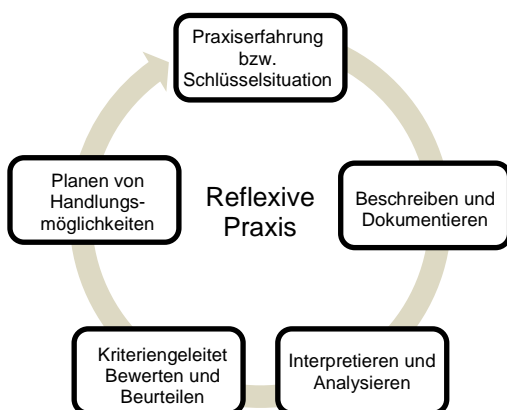 Praxiserfahrung
bzw.
Schlüsselsituation
Beschreiben und
Dokumentieren
Interpretieren und
Analysieren
Kriteriengeleitet
Bewerten und
Beurteilen
Planen von
Handlungs-
möglichkeiten
Reflexive
Praxis